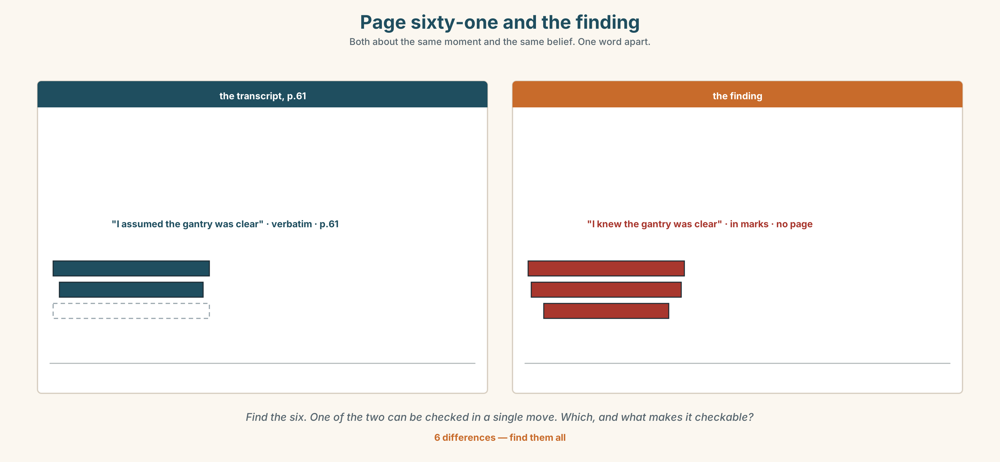 Page sixty-one and the finding
Both about the same moment and the same belief. One word apart.
the transcript, p.61
the finding
"I assumed the gantry was clear" · verbatim · p.61
"I knew the gantry was clear" · in marks · no page
Find the six. One of the two can be checked in a single move. Which, and what makes it checkable?
6 differences — find them all